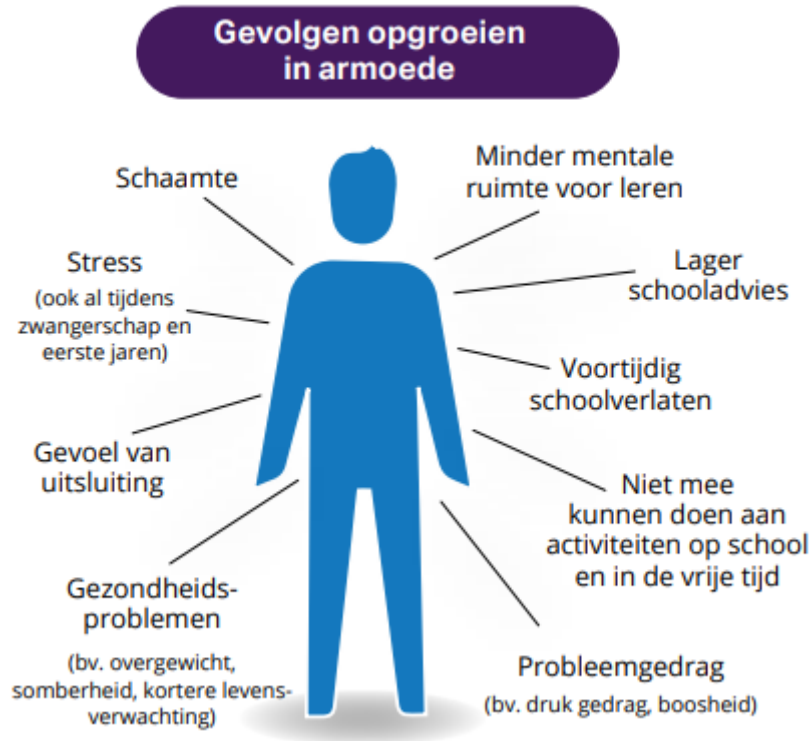 Gevolgen opgroeien
in armoede
Schaamte
Stress
(ook al tijdens
zwangerschap en
eerste jaren)
Gevoel van
uitsluiting
Gezondheids-
problemen
(bv. overgewicht,
somberheid, kortere levens-
verwachting)
Minder mentale
ruimte voor leren
Lager
schooladvies
Voortijdig
schoolverlaten
Niet mee
kunnen doen aan
activiteiten op school
en in de vrije tijd
Probleemgedrag
(bv. druk gedrag, boosheid)